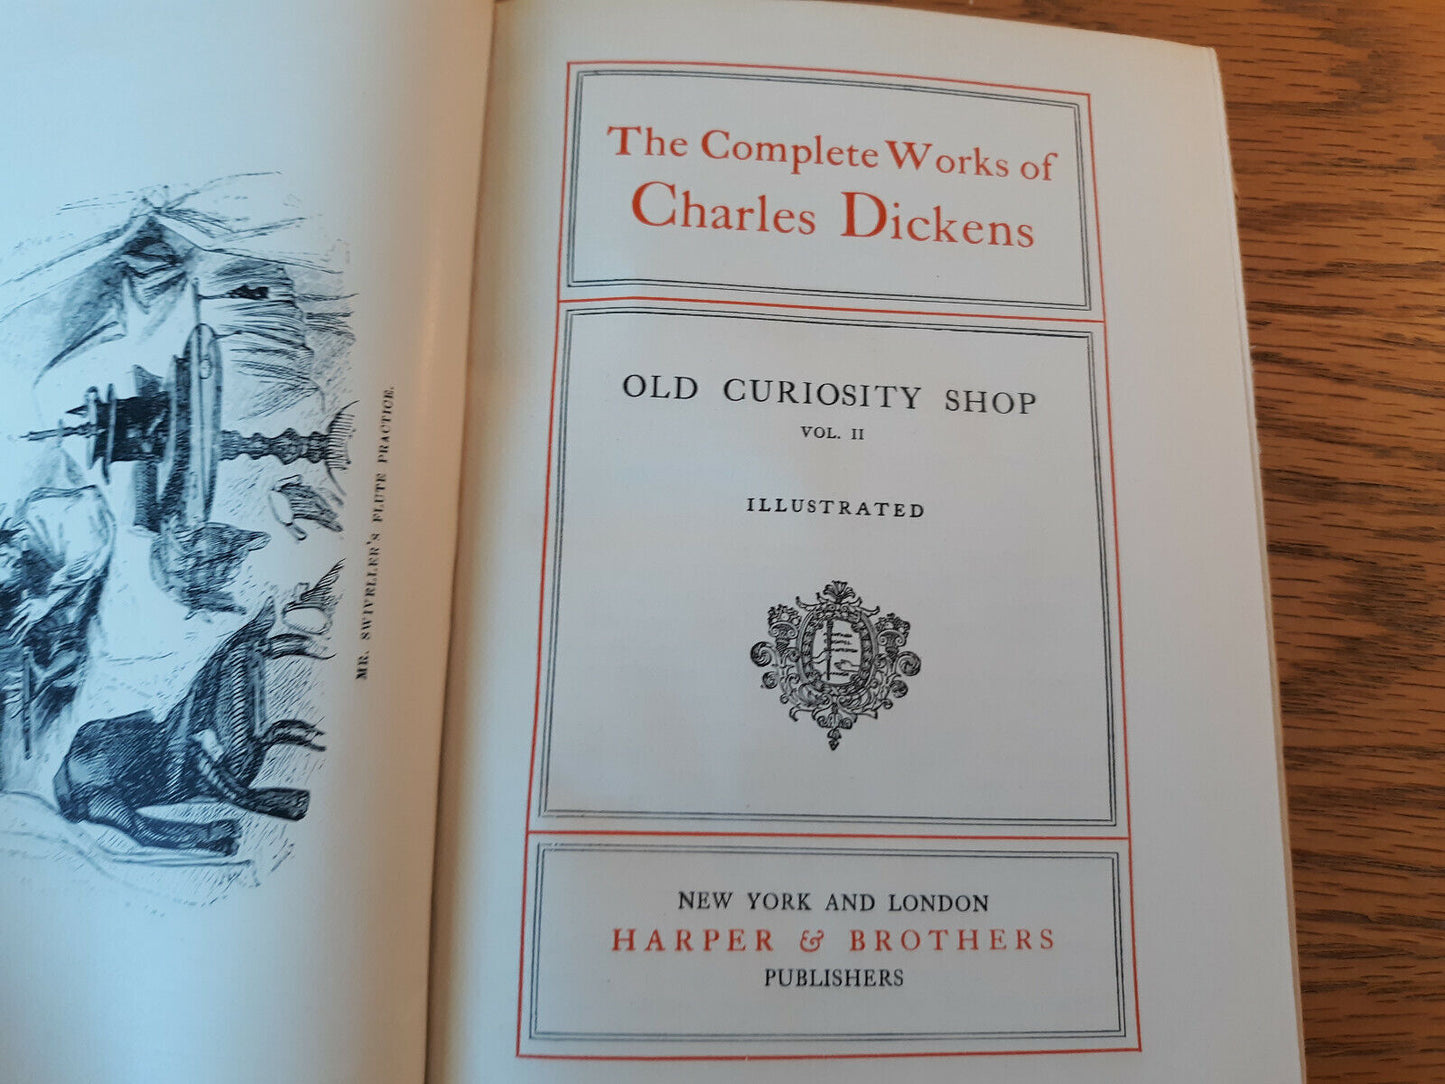 MR. SWIVELLER'S FLUTE PRACTICE.
The Complete Works of
Charles Dickens
OLD CURIOSITY SHOP
VOL. II
ILLUSTRATED
NEW YORK AND LONDON
HARPER & BROTHERS
PUBLISHERS